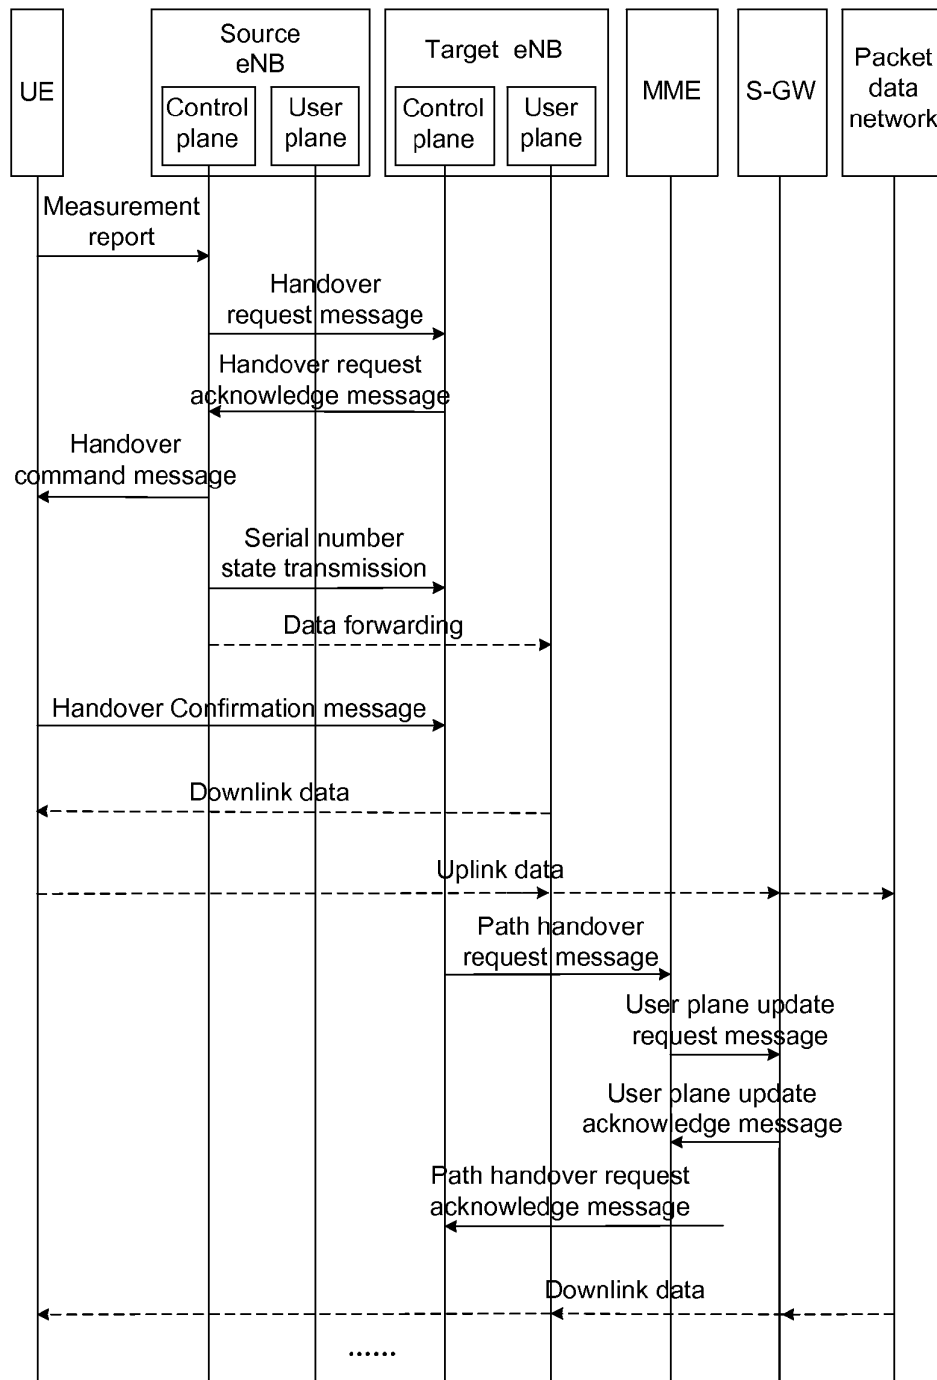 UE
Source
eNB
Control
plane
User
plane
Target eNB
Control
plane
User
plane
MME
S-GW
Packet
data
network
Measurement
report
Handover
request message
Handover request
acknowledge message
Handover
command message
Serial number
state transmission
Data forwarding
Handover Confirmation message
Downlink data
Uplink data
Path handover
request message
User plane update
request message
User plane update
acknowledge message
Path handover request
acknowledge message
Downlink data
......